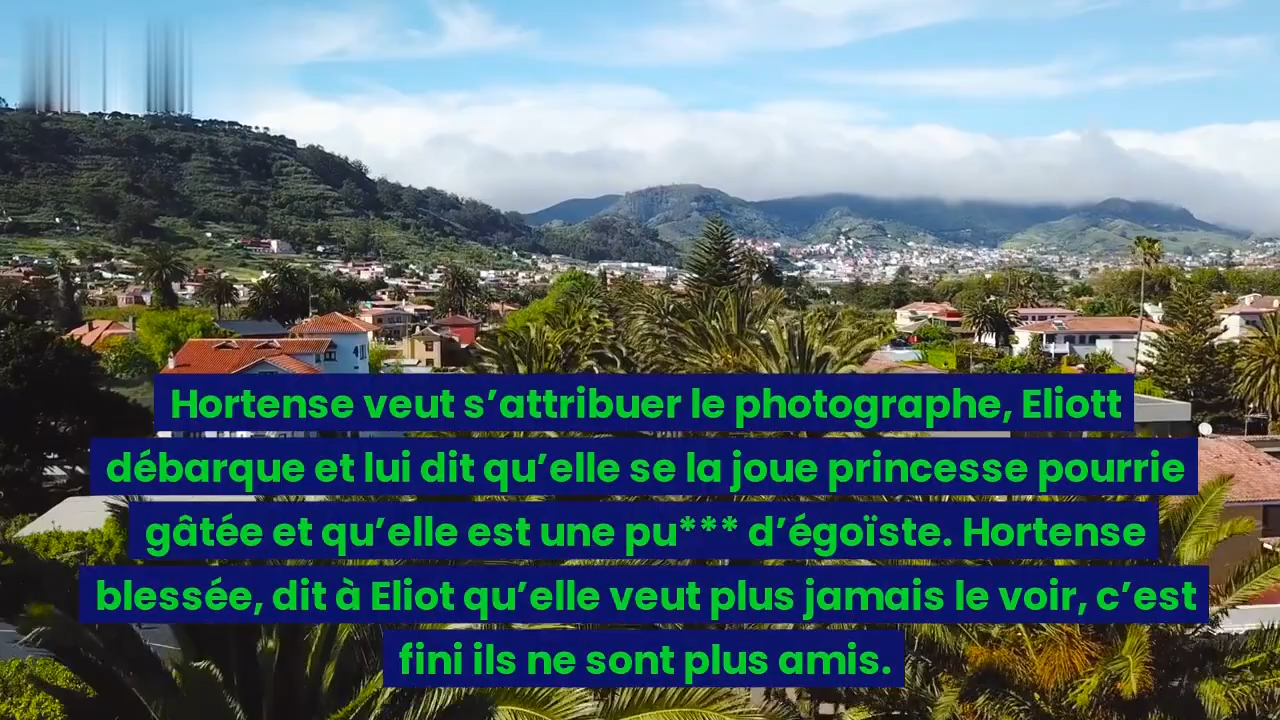 Hortense veut s’attribuer le photographe, Eliott
débarque et lui dit qu’elle se la joue princesse pourrie
gâtée et qu’elle est une pu*** d’égoïste. Hortense
blessée, dit à Eliot qu’elle veut plus jamais le voir, c’est
fini ils ne sont plus amis.